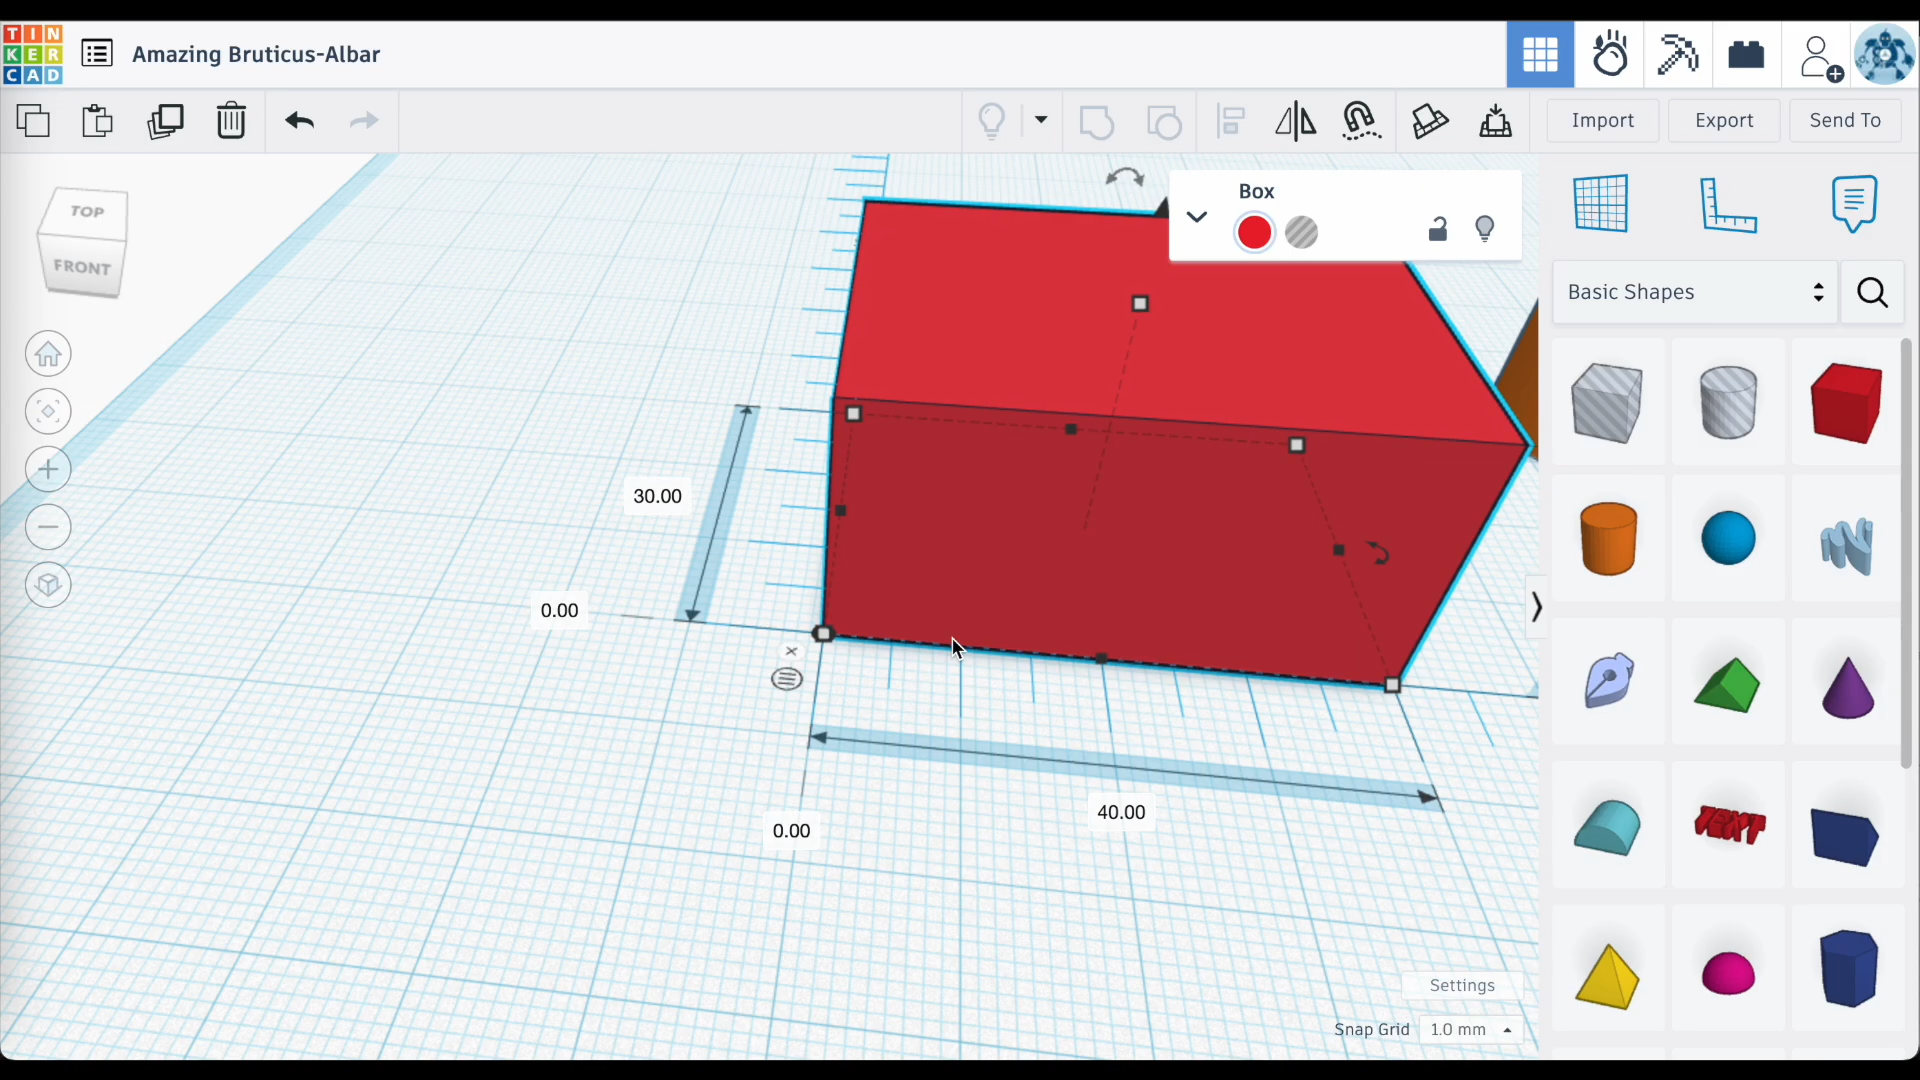 TIN
KER
CAD
Amazing Bruticus-Albar
Import
Export
Send To
TOP
FRONT
Box
Basic Shapes
30.00
0.00
40.00
0.00
TEXT
Settings
Snap Grid
1.0 mm